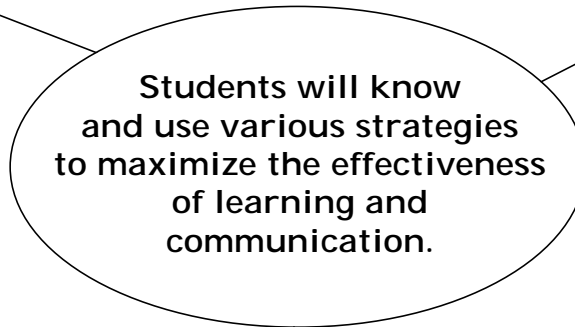 Students will know
and use various strategies
to maximize the effectiveness
of learning and
communication.